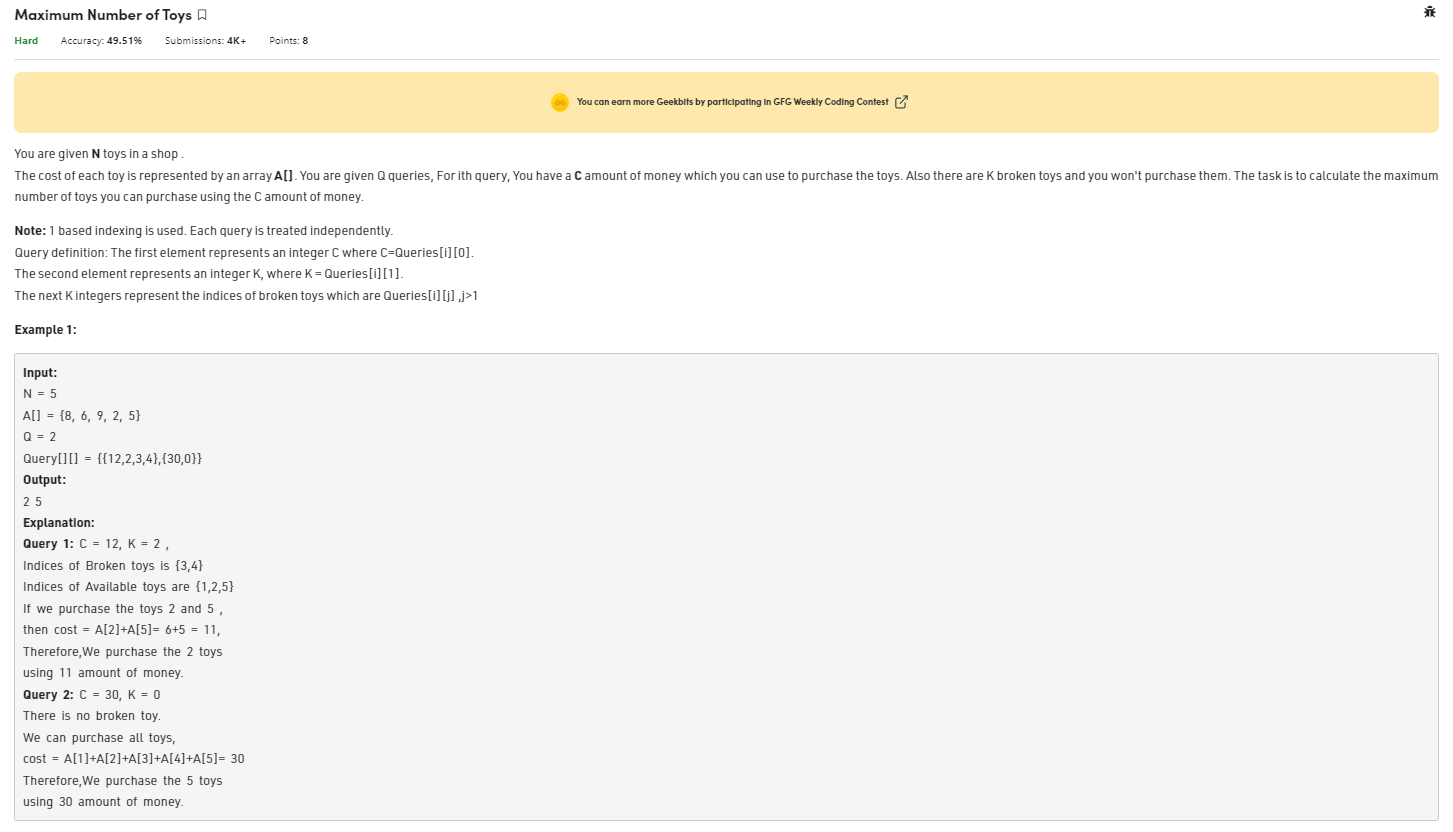 Maximum Number of Toys
Hard Accuracy: 49.51% Submissions: 4K+ Points: 8
You can earn more Geekbits by participating in GFG Weekly Coding Contest
You are given N toys in a shop .
The cost of each toy is represented by an array A[]. You are given Q queries, For ith query, You have a C amount of money which you can use to purchase the toys. Also there are K broken toys and you won't purchase them. The task is to calculate the maximum
number of toys you can purchase using the C amount of money.
Note: 1 based indexing is used. Each query is treated independently.
Query definition: The first element represents an integer C where C=Queries[i][0].
The second element represents an integer K, where K = Queries[i][1].
The next K integers represent the indices of broken toys which are Queries[i][j] ,j>1
Example 1:
Input:
N = 5
A[] = {8, 6, 9, 2, 5}
Q = 2
Query[][] = {{12,2,3,4},{30,0}}
Output:
2 5
Explanation:
Query 1: C = 12, K = 2 ,
Indices of Broken toys is {3,4}
Indices of Available toys are {1,2,5}
If we purchase the toys 2 and 5 ,
then cost = A[2]+A[5]= 6+5 = 11,
Therefore,We purchase the 2 toys
using 11 amount of money.
Query 2: C = 30, K = 0
There is no broken toy.
We can purchase all toys,
cost = A[1]+A[2]+A[3]+A[4]+A[5]= 30
Therefore,We purchase the 5 toys
using 30 amount of money.